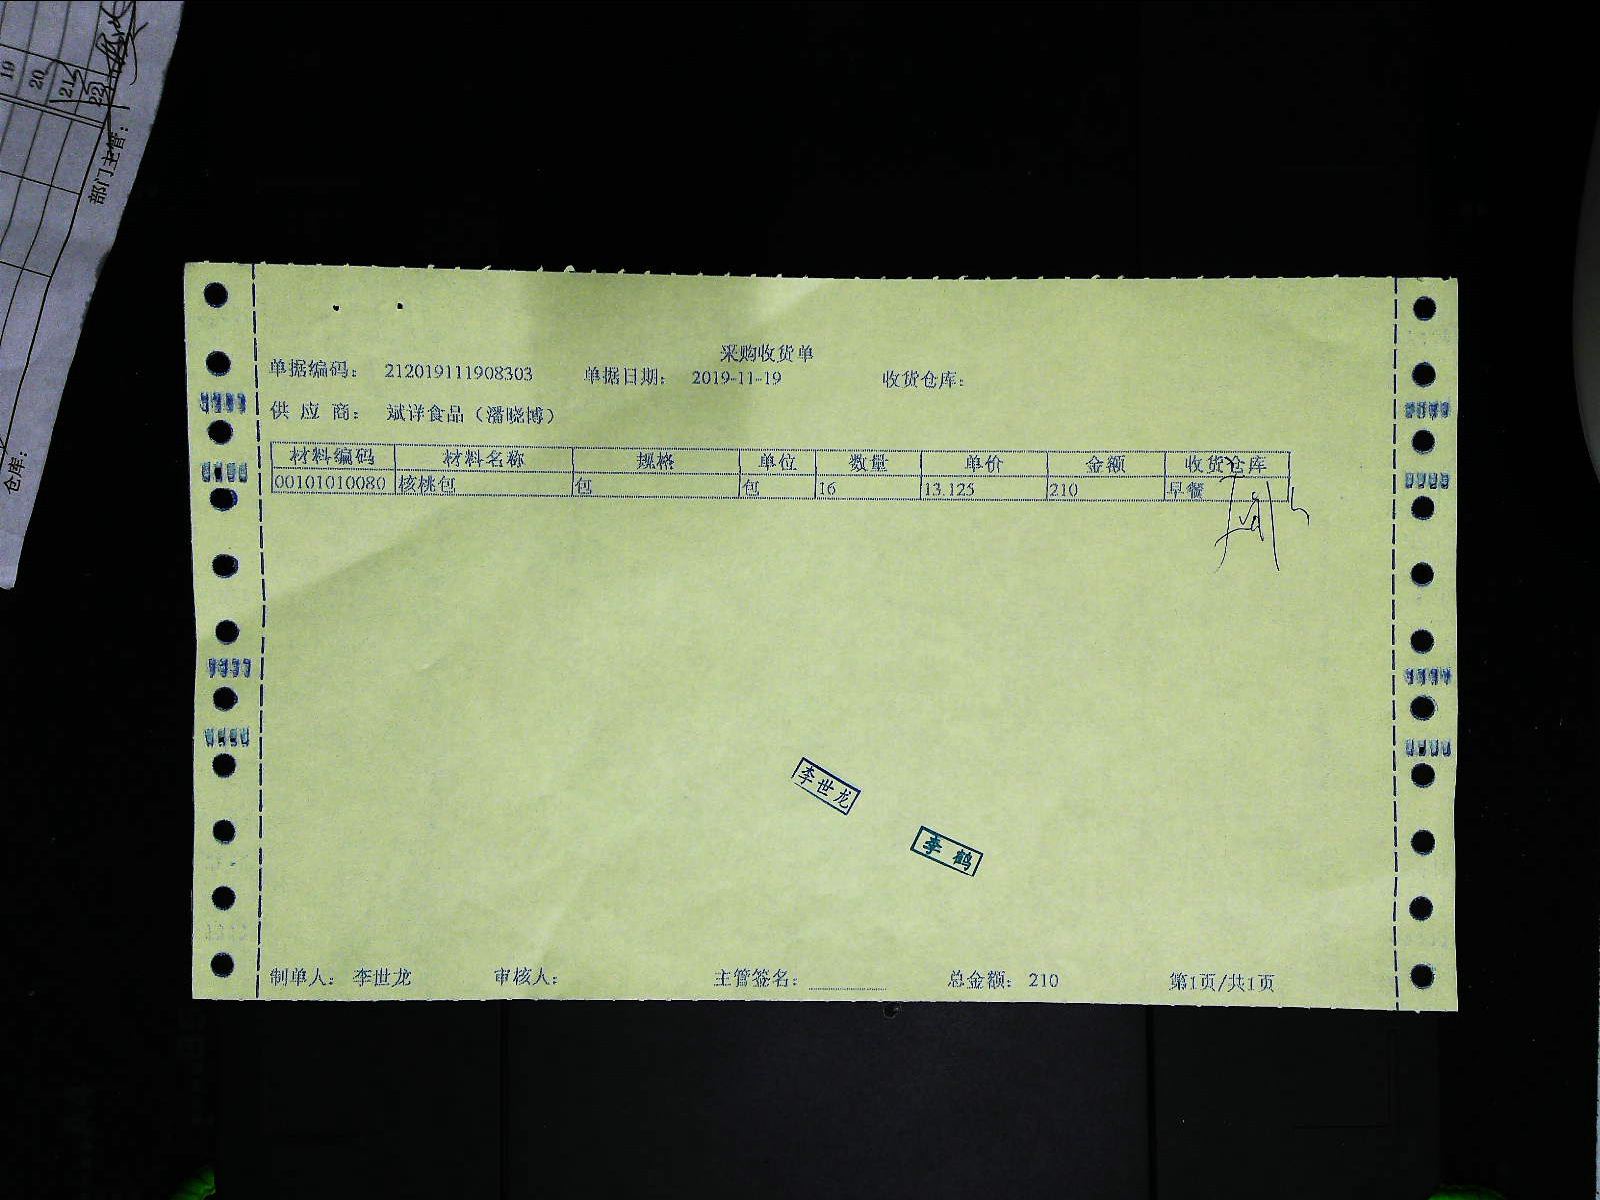 19
20
21
22
部门主管：
仓库：
采购收货单
单据编码： 212019111908303 单据日期： 2019-11-19 收货仓库：
供 应 商： 斌详食品（潘晓博）
材料编码 材料名称 规格 单位 数量 单价 金额 收货仓库
00101010080 核桃包 包 包 16 13.125 210 早餐
李世龙
李鹤
制单人： 李世龙 审核人： 主管签名： 总金额： 210 第1页/共1页